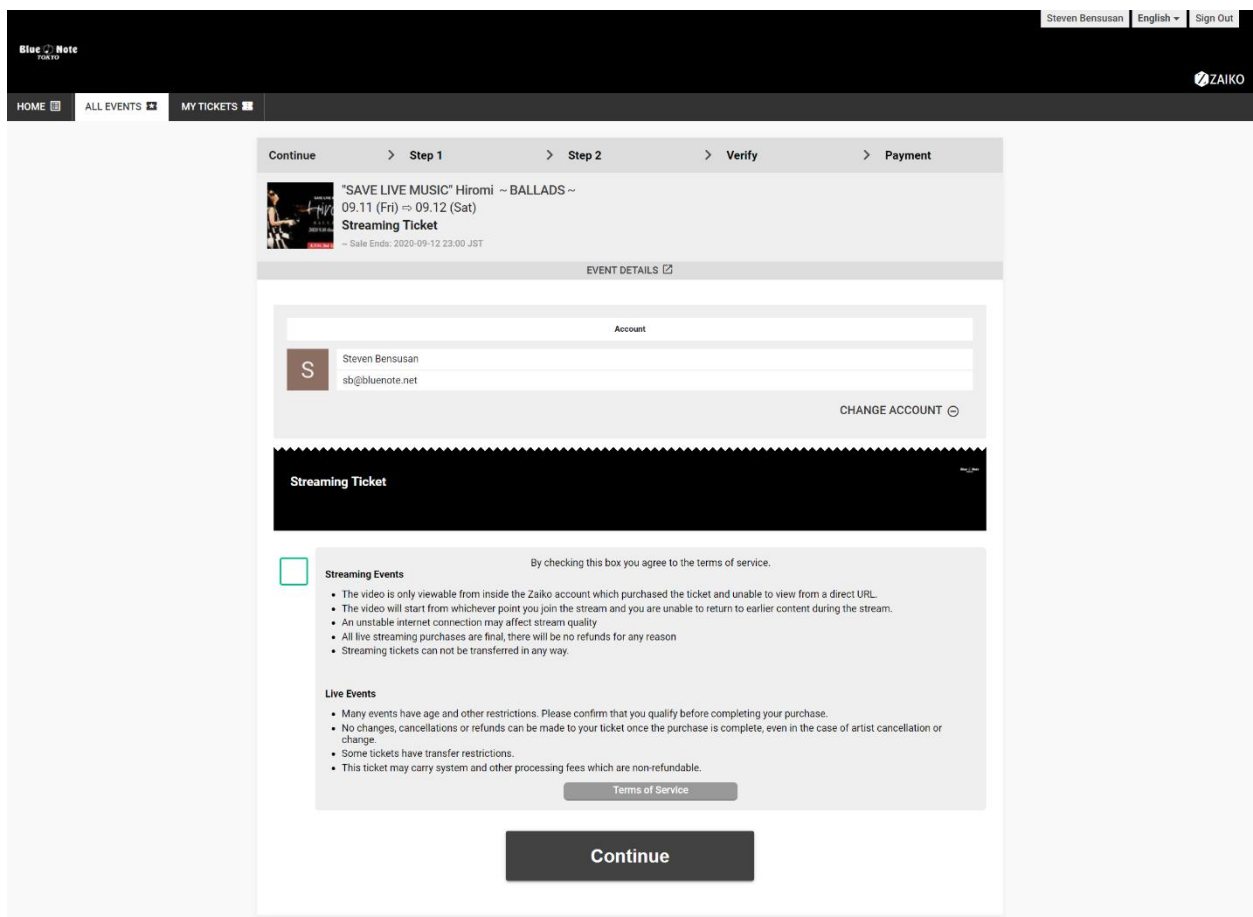 Steven Bensusan English Sign Out
Blue Note
TOKYO
ZAIKO
HOME ALL EVENTS MY TICKETS
Continue > Step 1 > Step 2 > Verify > Payment
"SAVE LIVE MUSIC" Hiromi ~ BALLADS ~
09.11 (Fri) ⇨ 09.12 (Sat)
Streaming Ticket
~ Sale Ends: 2020-09-12 23:00 JST
EVENT DETAILS
Account
S
Steven Bensusan
sb@bluenote.net
CHANGE ACCOUNT
Streaming Ticket
By checking this box you agree to the terms of service.
Streaming Events
• The video is only viewable from inside the Zaiko account which purchased the ticket and unable to view from a direct URL.
• The video will start from whichever point you join the stream and you are unable to return to earlier content during the stream.
• An unstable internet connection may affect stream quality
• All live streaming purchases are final, there will be no refunds for any reason
• Streaming tickets can not be transferred in any way.
Live Events
• Many events have age and other restrictions. Please confirm that you qualify before completing your purchase.
• No changes, cancellations or refunds can be made to your ticket once the purchase is complete, even in the case of artist cancellation or
change.
• Some tickets have transfer restrictions.
• This ticket may carry system and other processing fees which are non-refundable.
Terms of Service
Continue